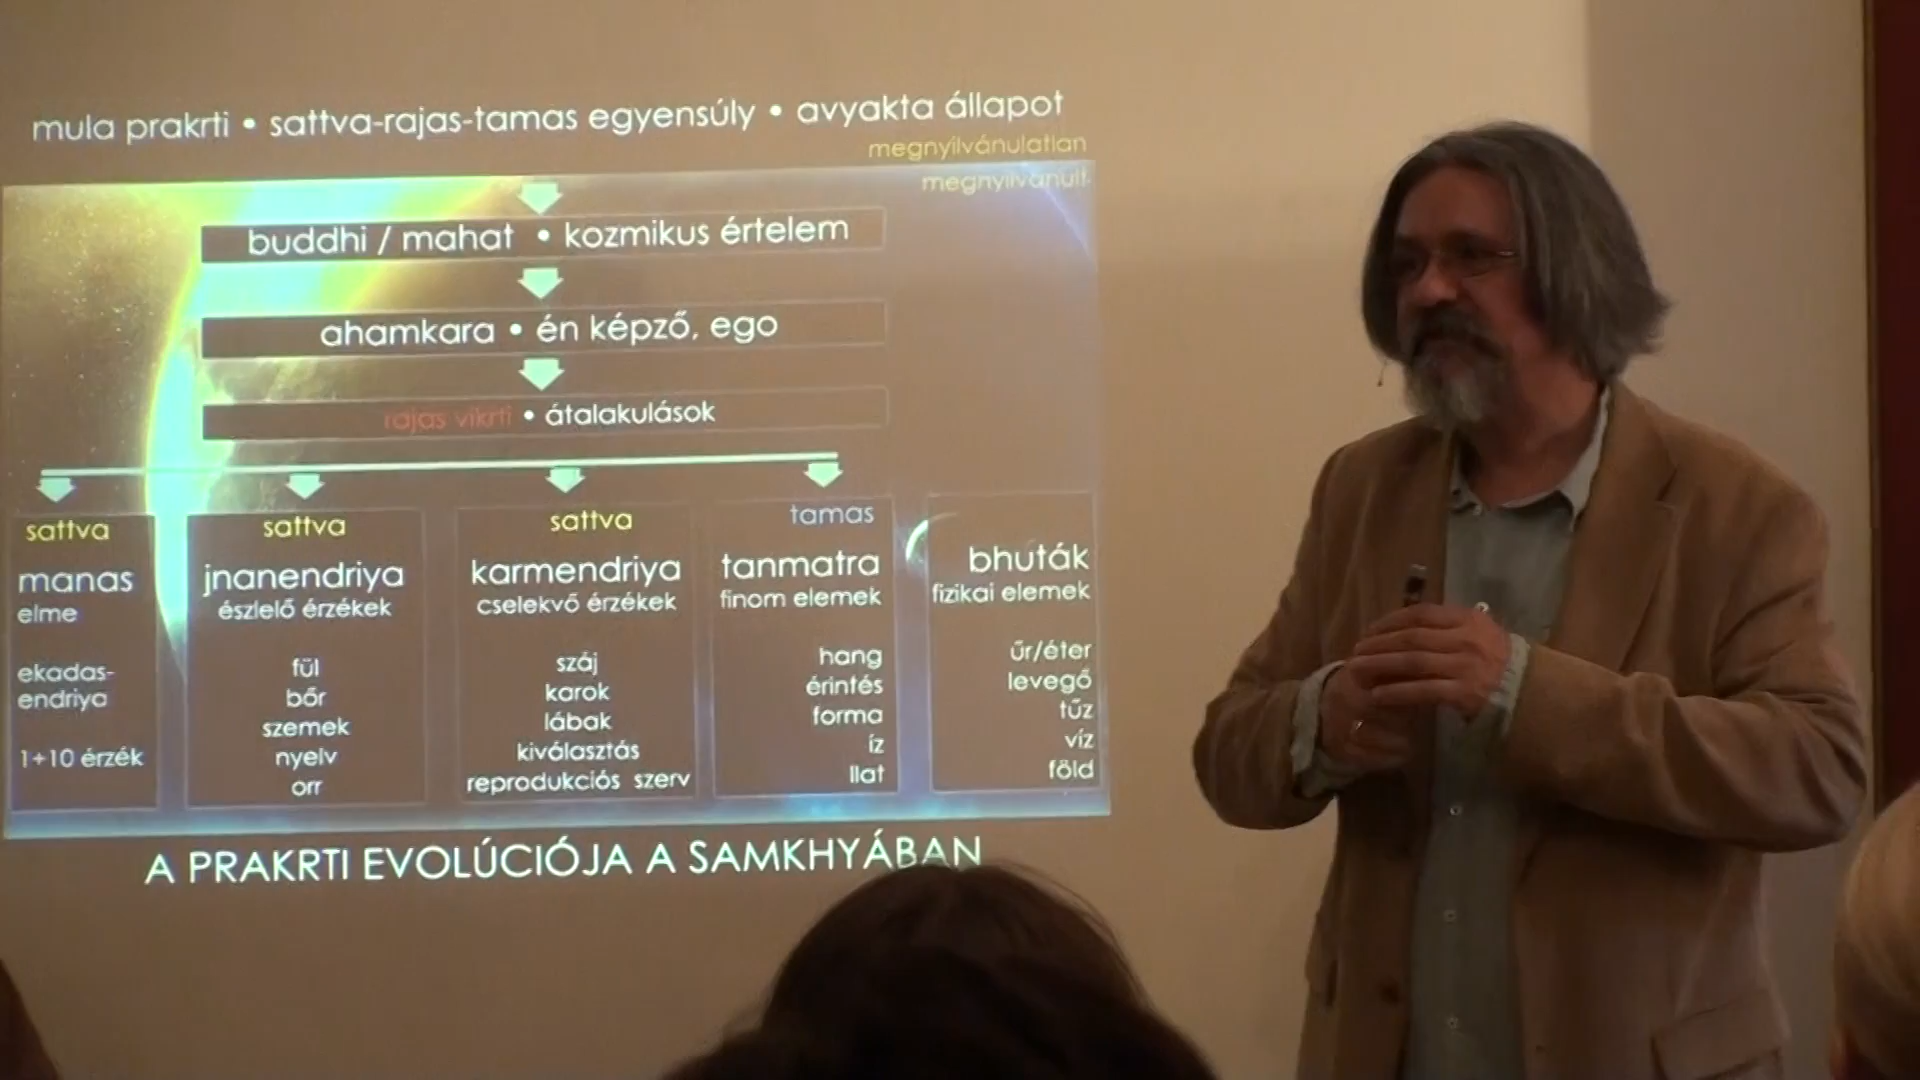 mula prakrti • sattva-rajas-tamas egyensúly • avyakta állapot
megnyilvánulatlan
megnyilvánult
buddhi / mahat • kozmikus értelem
ahamkara • én képző, ego
rajas vikrti • átalakulások
sattva
manas
elme
ekadas-
endriya
1+10 érzék
sattva
jnanendriya
észlelő érzékek
fül
bőr
szemek
nyelv
orr
sattva
karmendriya
cselekvő érzékek
száj
karok
lábak
kiválasztás
reprodukciós szerv
tamas
tanmatra
finom elemek
hang
érintés
forma
íz
Ilat
bhuták
fizikai elemek
űr/éter
levegő
tűz
víz
föld
A PRAKRTI EVOLÚCIÓJA A SAMKHYÁBAN